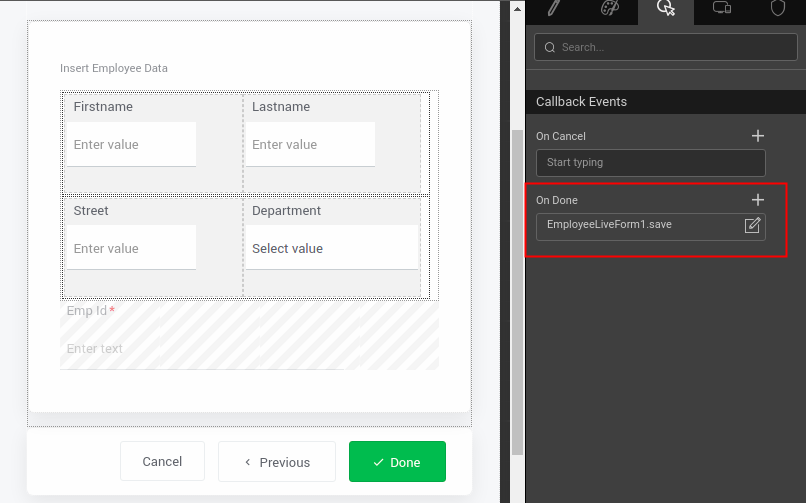 Insert Employee Data
Firstname
Lastname
Enter value
Enter value
Street
Department
Enter value
Select value
Emp Id *
Enter text
Cancel
Previous
Done
Search...
Callback Events
On Cancel
Start typing
On Done
EmployeeLiveForm1.save